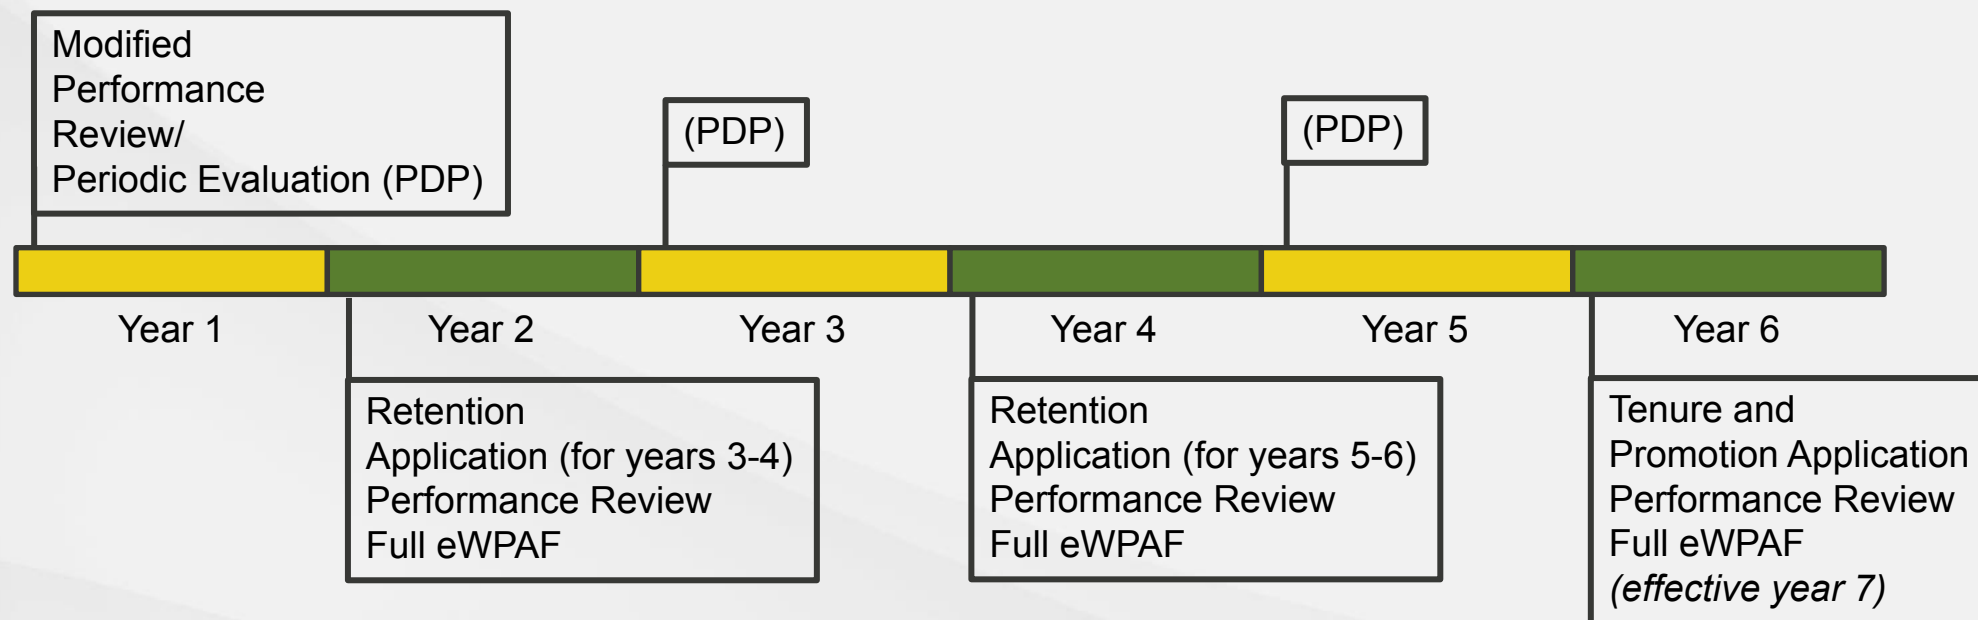 Modified
Performance
Review/
Periodic Evaluation (PDP)
(PDP)
(PDP)
Year 1
Year 2
Year 3
Year 4
Year 5
Year 6
Retention
Application (for years 3-4)
Performance Review
Full eWPAF
Retention
Application (for years 5-6)
Performance Review
Full eWPAF
Tenure and
Promotion Application
Performance Review
Full eWPAF
(effective year 7)